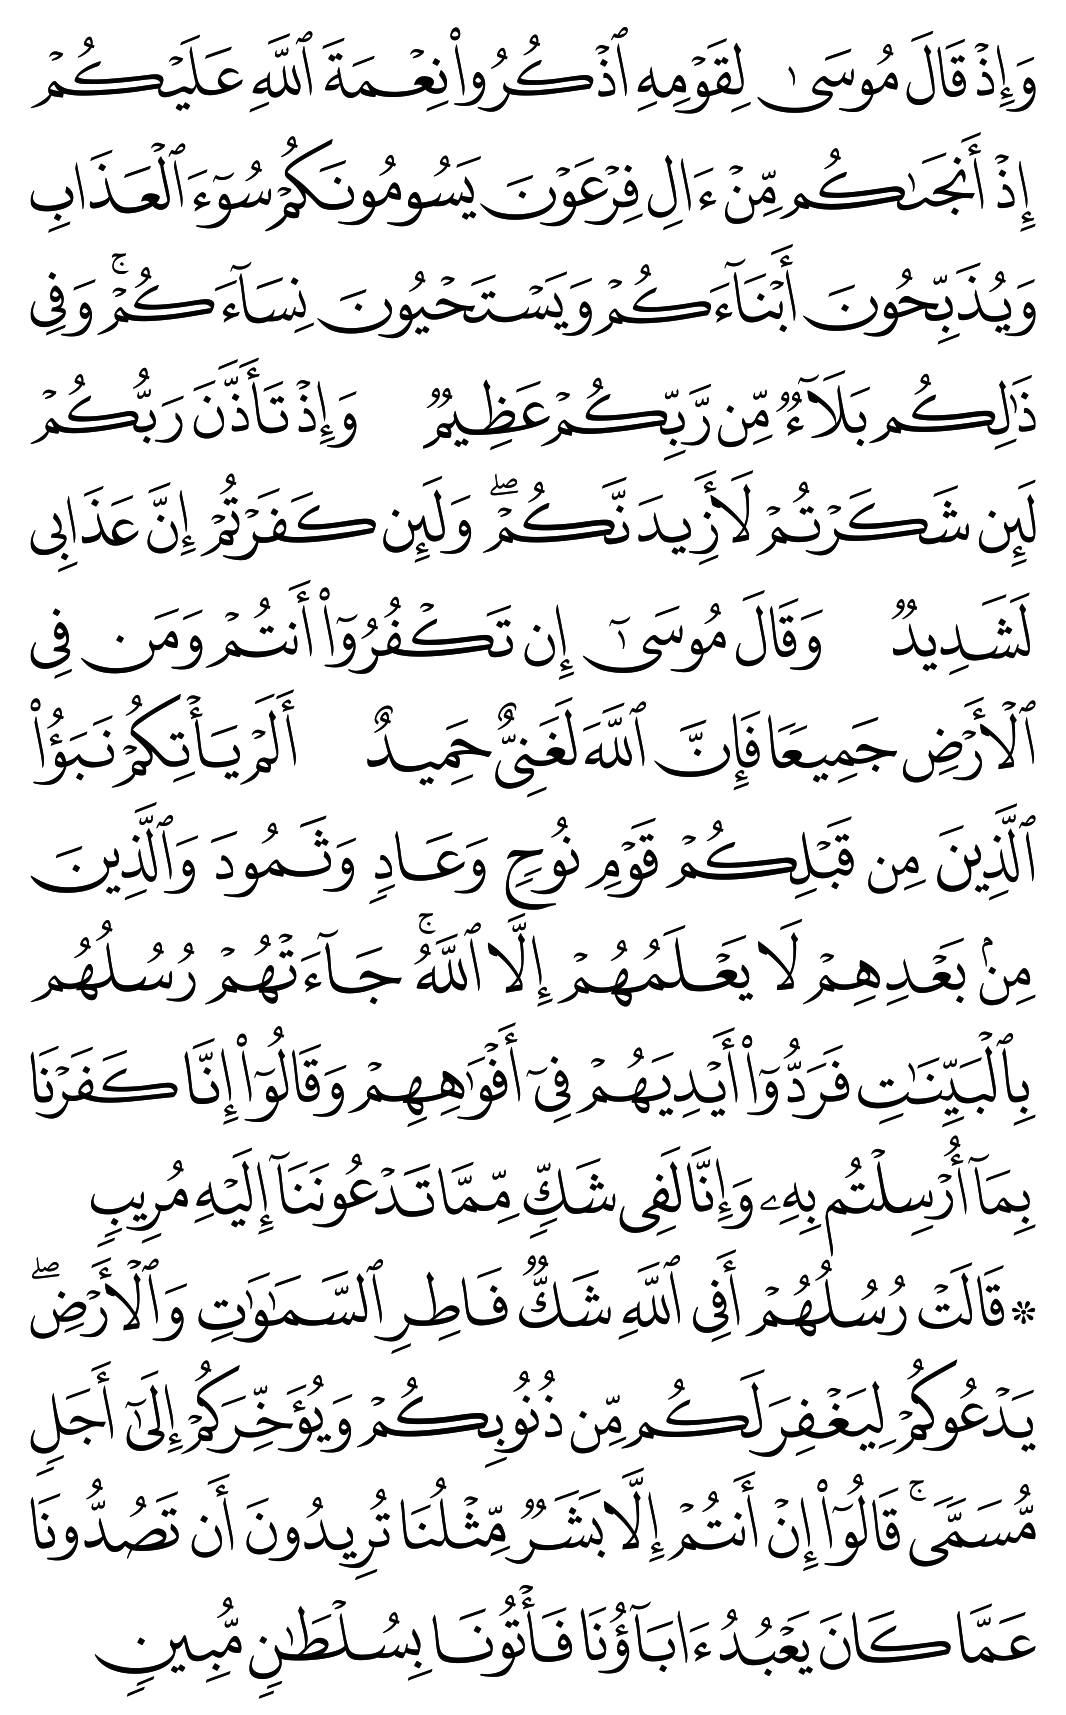 وَإِذۡ قَالَ مُوسَىٰ لِقَوۡمِهِ ٱذۡكُرُواْ نِعۡمَةَ ٱللَّهِ عَلَيۡكُمۡ
إِذۡ أَنجَىٰكُم مِّنۡ ءَالِ فِرۡعَوۡنَ يَسُومُونَكُمۡ سُوٓءَ ٱلۡعَذَابِ
وَيُذَبِّحُونَ أَبۡنَآءَكُمۡ وَيَسۡتَحۡيُونَ نِسَآءَكُمۡۚ وَفِي
ذَٰلِكُم بَلَآءٞ مِّن رَّبِّكُمۡ عَظِيمٞ وَإِذۡ تَأَذَّنَ رَبُّكُمۡ
لَئِن شَكَرۡتُمۡ لَأَزِيدَنَّكُمۡۖ وَلَئِن كَفَرۡتُمۡ إِنَّ عَذَابِي
لَشَدِيدٞ وَقَالَ مُوسَىٰٓ إِن تَكۡفُرُوٓاْ أَنتُمۡ وَمَن فِي
ٱلۡأَرۡضِ جَمِيعٗا فَإِنَّ ٱللَّهَ لَغَنِيٌّ حَمِيدٌ أَلَمۡ يَأۡتِكُمۡ نَبَؤُاْ
ٱلَّذِينَ مِن قَبۡلِكُمۡ قَوۡمِ نُوحٖ وَعَادٖ وَثَمُودَ وَٱلَّذِينَ
مِنۢ بَعۡدِهِمۡ لَا يَعۡلَمُهُمۡ إِلَّا ٱللَّهُۚ جَآءَتۡهُمۡ رُسُلُهُم
بِٱلۡبَيِّنَٰتِ فَرَدُّوٓاْ أَيۡدِيَهُمۡ فِيٓ أَفۡوَٰهِهِمۡ وَقَالُوٓاْ إِنَّا كَفَرۡنَا
بِمَآ أُرۡسِلۡتُم بِهِۦ وَإِنَّا لَفِي شَكّٖ مِّمَّا تَدۡعُونَنَآ إِلَيۡهِ مُرِيبٖ
۞ قَالَتۡ رُسُلُهُمۡ أَفِي ٱللَّهِ شَكّٞ فَاطِرِ ٱلسَّمَٰوَٰتِ وَٱلۡأَرۡضِۖ
يَدۡعُوكُمۡ لِيَغۡفِرَ لَكُم مِّن ذُنُوبِكُمۡ وَيُؤَخِّرَكُمۡ إِلَىٰٓ أَجَلٖ
مُّسَمّٗىۚ قَالُوٓاْ إِنۡ أَنتُمۡ إِلَّا بَشَرٞ مِّثۡلُنَا تُرِيدُونَ أَن تَصُدُّونَا
عَمَّا كَانَ يَعۡبُدُ ءَابَآؤُنَا فَأۡتُونَا بِسُلۡطَٰنٖ مُّبِينٖ